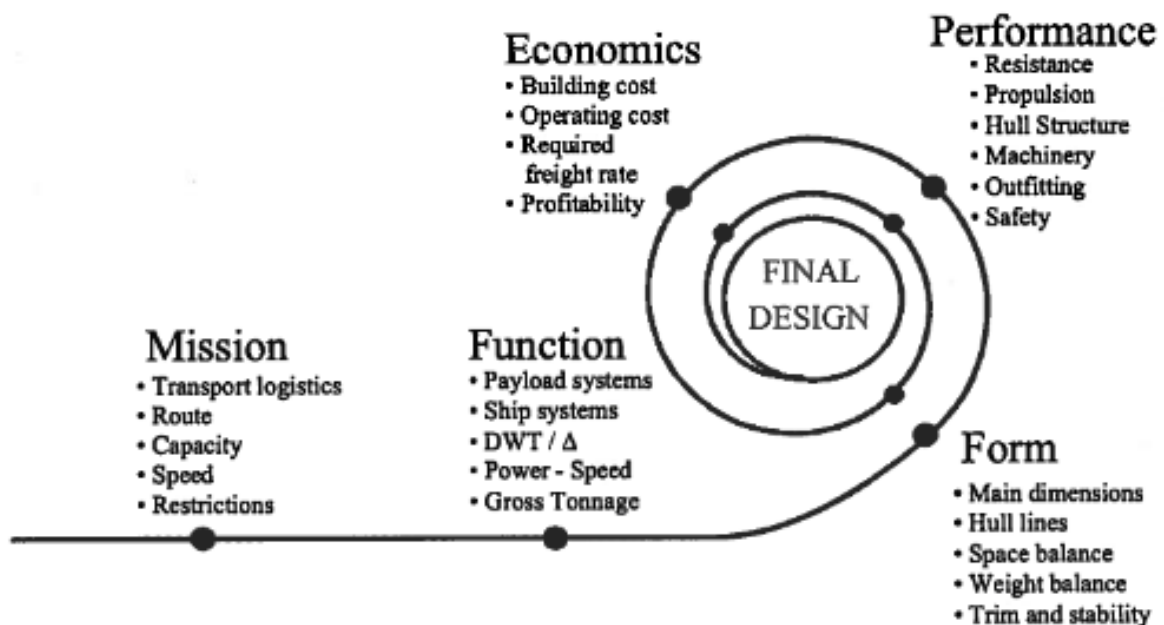 Economics
• Building cost
• Operating cost
• Required
freight rate
• Profitability
Performance
• Resistance
• Propulsion
• Hull Structure
• Machinery
• Outfitting
• Safety
FINAL
DESIGN
Mission
• Transport logistics
• Route
• Capacity
• Speed
• Restrictions
Function
• Payload systems
• Ship systems
• DWT / Δ
• Power - Speed
• Gross Tonnage
Form
• Main dimensions
• Hull lines
• Space balance
• Weight balance
• Trim and stability